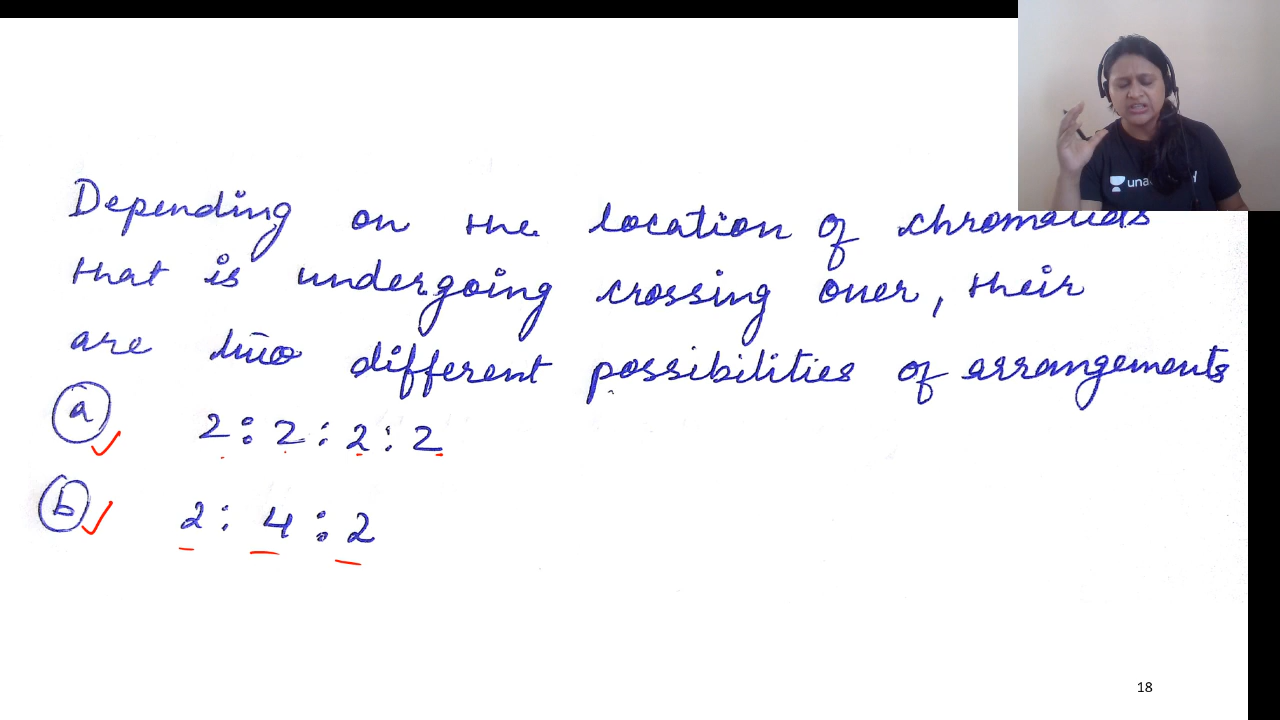 Depending on the location of chromatids
that is undergoing crossing over, their
are two different possibilities of arrangements
a 2 : 2 : 2 : 2
b 2 : 4 : 2
18